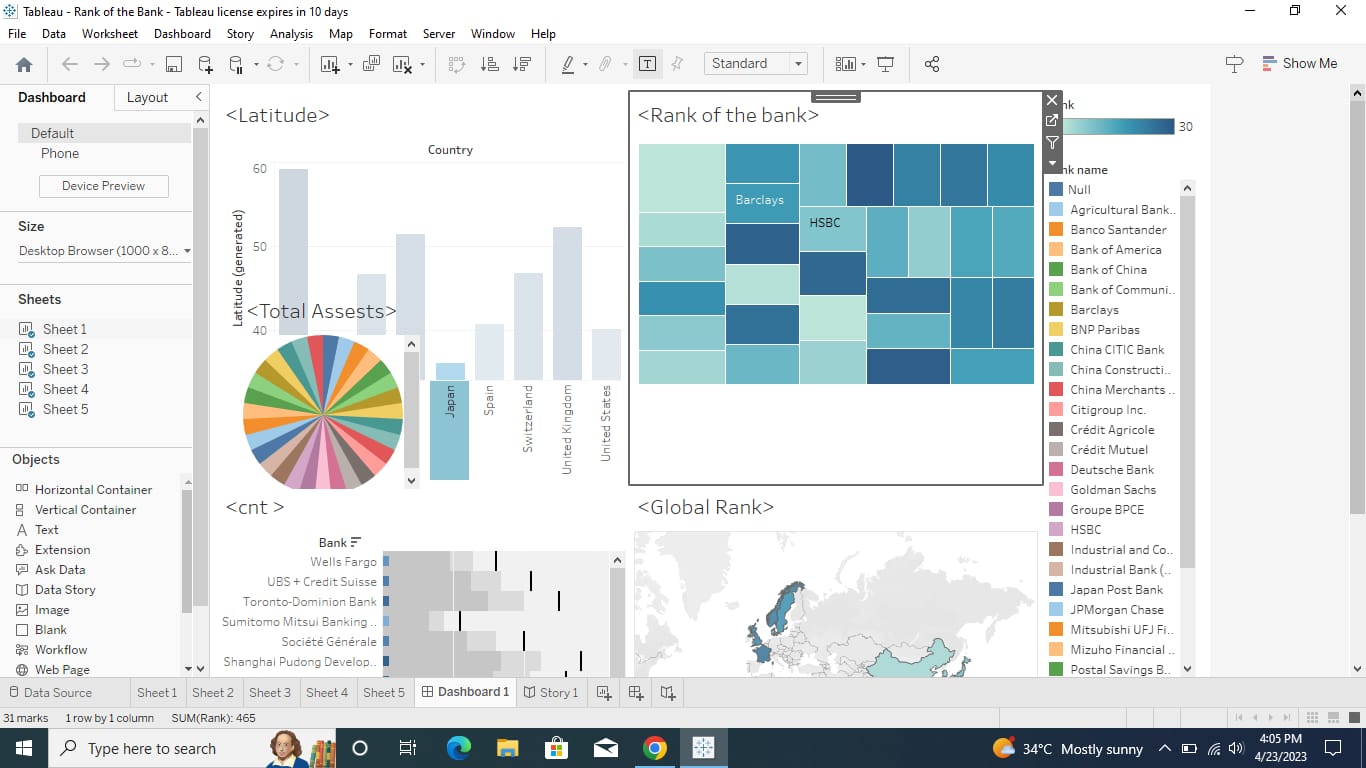 Tableau - Rank of the Bank - Tableau license expires in 10 days
File Data Worksheet Dashboard Story Analysis Map Format Server Window Help
Standard
Show Me
Dashboard Layout
Default
Phone
Device Preview
Size
Desktop Browser (1000 x 8...
Sheets
Sheet 1
Sheet 2
Sheet 3
Sheet 4
Sheet 5
Objects
Horizontal Container
Vertical Container
Text
Extension
Ask Data
Data Story
Image
Blank
Workflow
Web Page
<Latitude>
Country
Latitude (generated)
60
50
40
Japan
Spain
Switzerland
United Kingdom
United States
<Total Assests>
<Rank of the bank>
Barclays
HSBC
<cnt >
Bank
Wells Fargo
UBS + Credit Suisse
Toronto-Dominion Bank
Sumitomo Mitsui Banking ..
Société Générale
Shanghai Pudong Develop..
<Global Rank>
nk
30
nk name
Null
Agricultural Bank..
Banco Santander
Bank of America
Bank of China
Bank of Communi..
Barclays
BNP Paribas
China CITIC Bank
China Constructi..
China Merchants ..
Citigroup Inc.
Crédit Agricole
Crédit Mutuel
Deutsche Bank
Goldman Sachs
Groupe BPCE
HSBC
Industrial and Co..
Industrial Bank (..
Japan Post Bank
JPMorgan Chase
Mitsubishi UFJ Fi..
Mizuho Financial ..
Postal Savings B..
Data Source Sheet 1 Sheet 2 Sheet 3 Sheet 4 Sheet 5 Dashboard 1 Story 1
31 marks 1 row by 1 column SUM(Rank): 465
Type here to search
34°C Mostly sunny
4:05 PM
4/23/2023